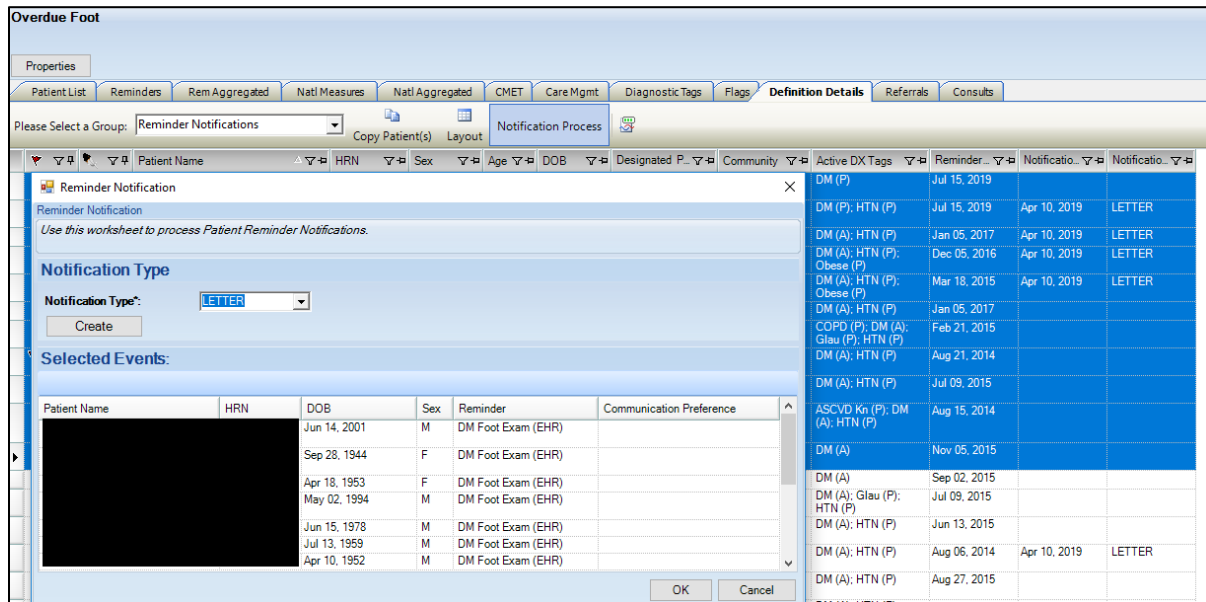 Overdue Foot
Properties
Patient List Reminders Rem Aggregated Natl Measures Natl Aggregated CMET Care Mgmt Diagnostic Tags Flags Definition Details Referrals Consults
Please Select a Group: Reminder Notifications Copy Patient(s) Layout Notification Process
Patient Name HRN Sex Age DOB Designated P... Community Active DX Tags Reminder... Notificatio... Notificatio...
Reminder Notification
Reminder Notification
Use this worksheet to process Patient Reminder Notifications.
Notification Type
Notification Type*: LETTER
Create
Selected Events:
Patient Name HRN DOB Sex Reminder Communication Preference
Jun 14, 2001 M DM Foot Exam (EHR)
Sep 28, 1944 F DM Foot Exam (EHR)
Apr 18, 1953 F DM Foot Exam (EHR)
May 02, 1994 M DM Foot Exam (EHR)
Jun 15, 1978 M DM Foot Exam (EHR)
Jul 13, 1959 M DM Foot Exam (EHR)
Apr 10, 1952 M DM Foot Exam (EHR)
OK Cancel
DM (P) Jul 15, 2019
DM (P); HTN (P) Jul 15, 2019 Apr 10, 2019 LETTER
DM (A); HTN (P) Jan 05, 2017 Apr 10, 2019 LETTER
DM (A); HTN (P); Dec 05, 2016 Apr 10, 2019 LETTER
Obese (P)
DM (A); HTN (P); Mar 18, 2015 Apr 10, 2019 LETTER
Obese (P)
DM (A); HTN (P) Jan 05, 2017
COPD (P); DM (A); Feb 21, 2015
Glau (P); HTN (P)
DM (A); HTN (P) Aug 21, 2014
DM (A); HTN (P) Jul 09, 2015
ASCVD Kn (P); DM Aug 15, 2014
(A); HTN (P)
DM (A) Nov 05, 2015
DM (A) Sep 02, 2015
DM (A); Glau (P); Jul 09, 2015
HTN (P)
DM (A); HTN (P) Jun 13, 2015
DM (A); HTN (P) Aug 06, 2014 Apr 10, 2019 LETTER
DM (A); HTN (P) Aug 27, 2015